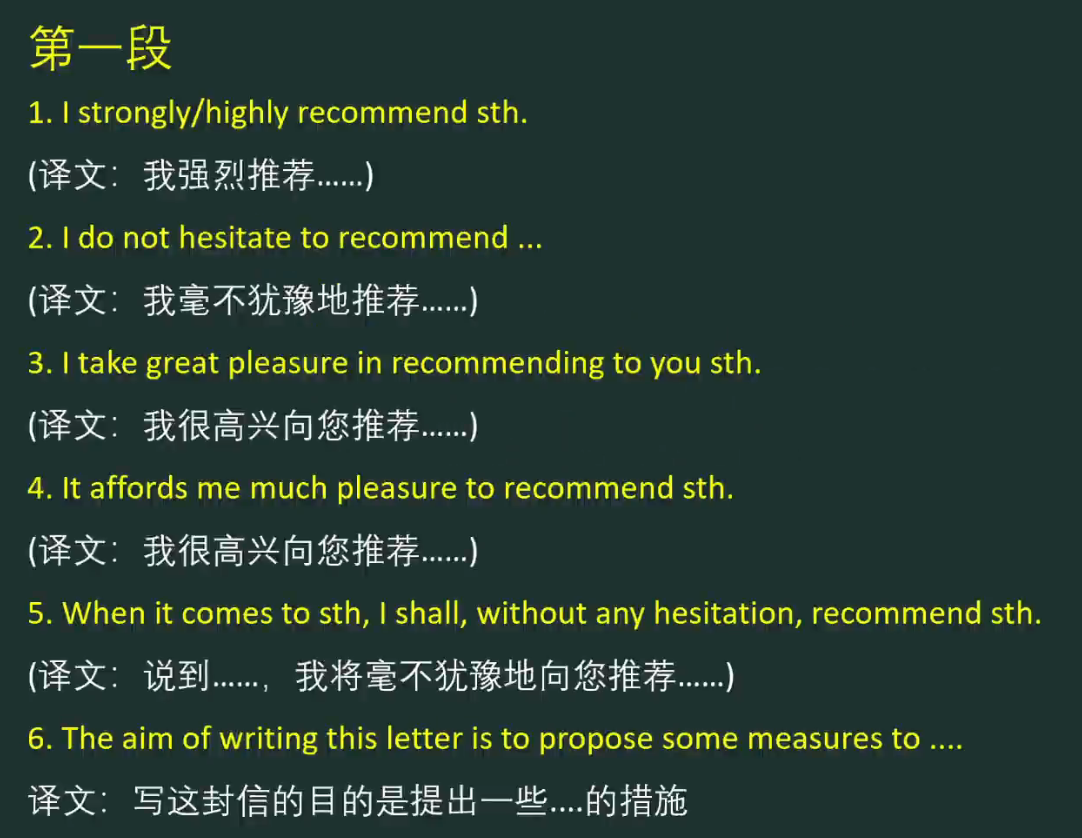 第一段
1. I strongly/highly recommend sth.
(译文：我强烈推荐……)
2. I do not hesitate to recommend ...
(译文：我毫不犹豫地推荐……)
3. I take great pleasure in recommending to you sth.
(译文：我很高兴向您推荐……)
4. It affords me much pleasure to recommend sth.
(译文：我很高兴向您推荐……)
5. When it comes to sth, I shall, without any hesitation, recommend sth.
(译文：说到……，我将毫不犹豫地向您推荐……)
6. The aim of writing this letter is to propose some measures to ....
译文：写这封信的目的是提出一些....的措施